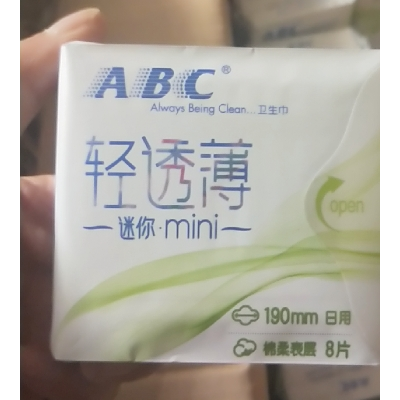 ABC®
Always Being Clean... 卫生巾
轻透薄
迷你·mini
open
190mm 日用
棉柔表层 8片